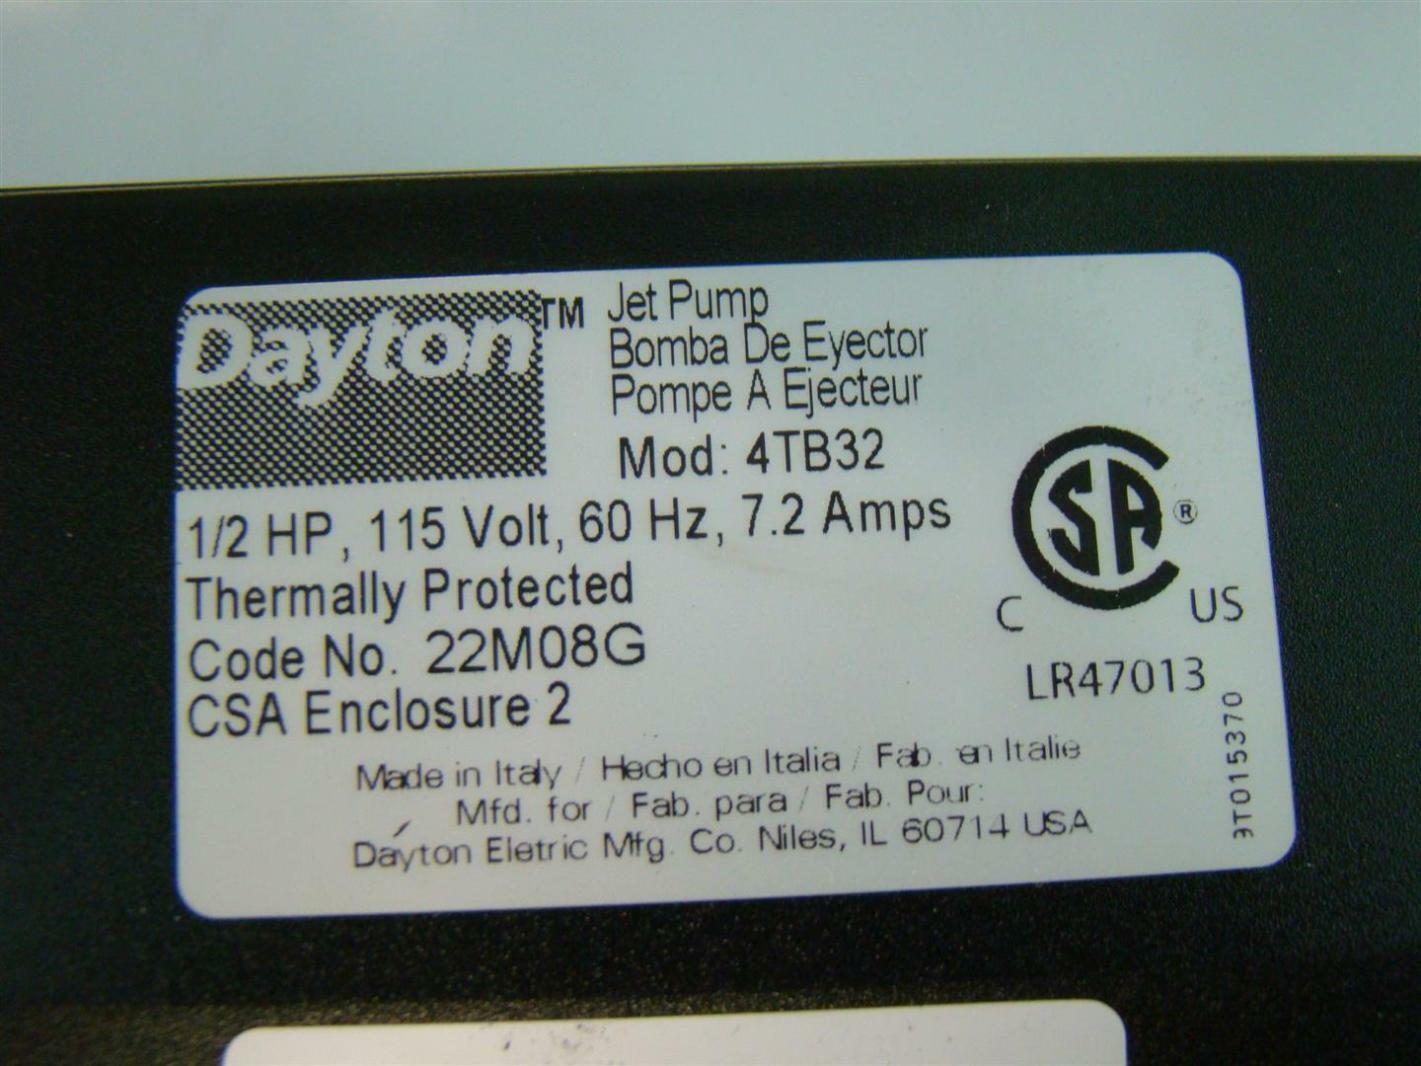 Dayton™
Jet Pump
Bomba De Eyector
Pompe A Ejecteur
Mod: 4TB32
1/2 HP, 115 Volt, 60 Hz, 7.2 Amps
Thermally Protected
Code No. 22M08G
CSA Enclosure 2
CSA®
C US
LR47013
Made in Italy / Hecho en Italia / Fab. en Italie
Mfd. for / Fab. para / Fab. Pour:
Dayton Eletric Mfg. Co. Niles, IL 60714 USA
9T015370